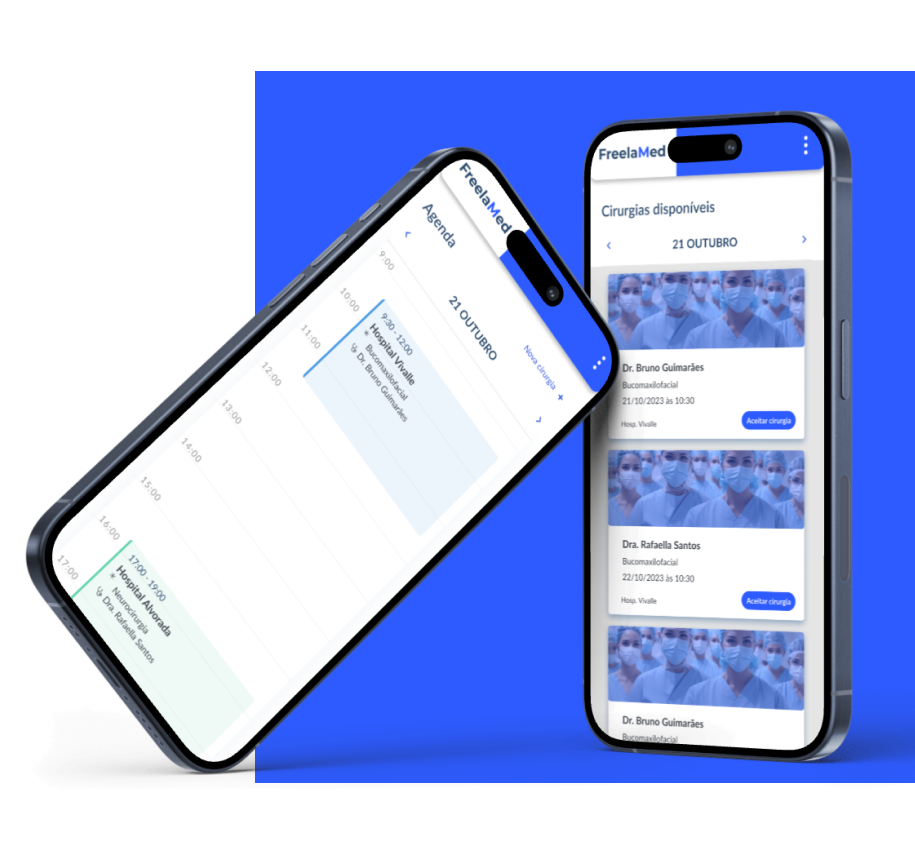 FreelaMed
Agenda
21 OUTUBRO
Nova cirurgia +
9:00
10:00
11:00
12:00
13:00
14:00
15:00
16:00
17:00
9:30 - 12:00
Hospital Vivalle
Bucomaxilofacial
Dr. Bruno Guimarães
17:00 - 19:00
Hospital Alvorada
Neurocirurgia
Dra. Rafaella Santos
FreelaMed
Cirurgias disponíveis
21 OUTUBRO
Dr. Bruno Guimarães
Bucomaxilofacial
21/10/2023 às 10:30
Hosp. Vivalle
Aceitar cirurgia
Dra. Rafaella Santos
Bucomaxilofacial
22/10/2023 às 10:30
Hosp. Vivalle
Aceitar cirurgia
Dr. Bruno Guimarães
Bucomaxilofacial